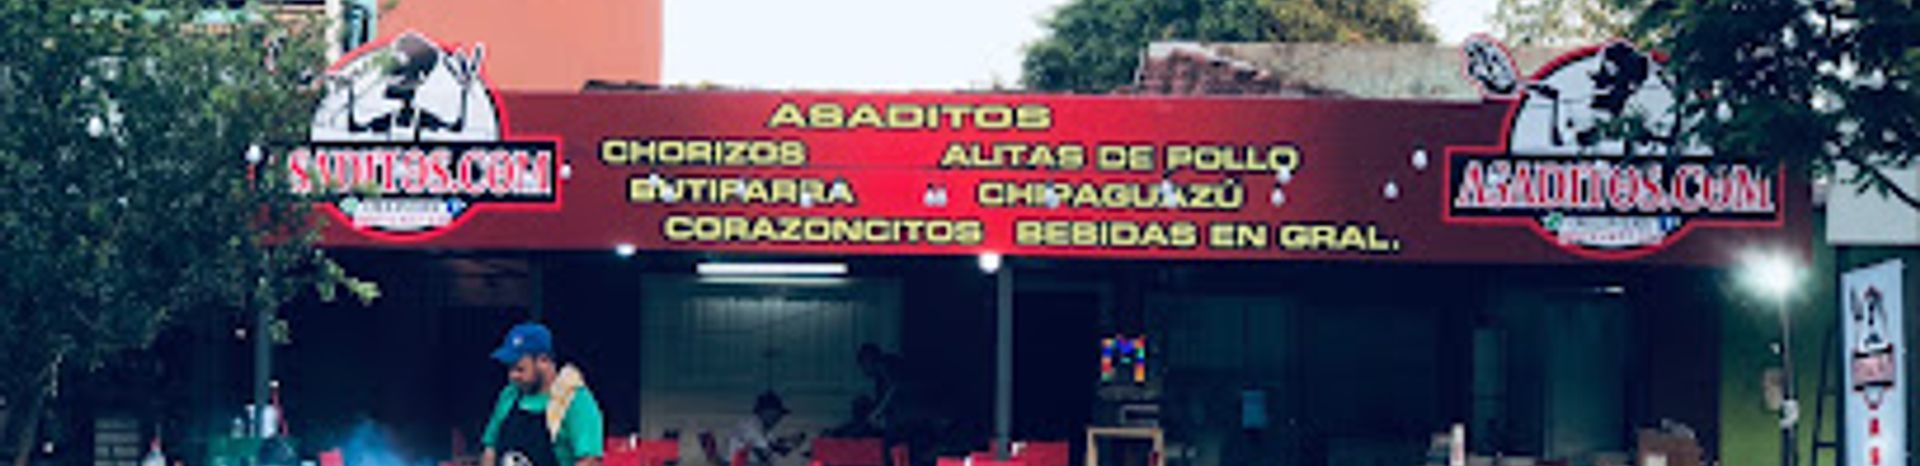 ASADITOS
CHORIZOS ALITAS DE POLLO
BUTIFARRA CHIPAGUAZÚ
CORAZONCITOS BEBIDAS EN GRAL.
SADITOS.COM
ASADITOS.COM